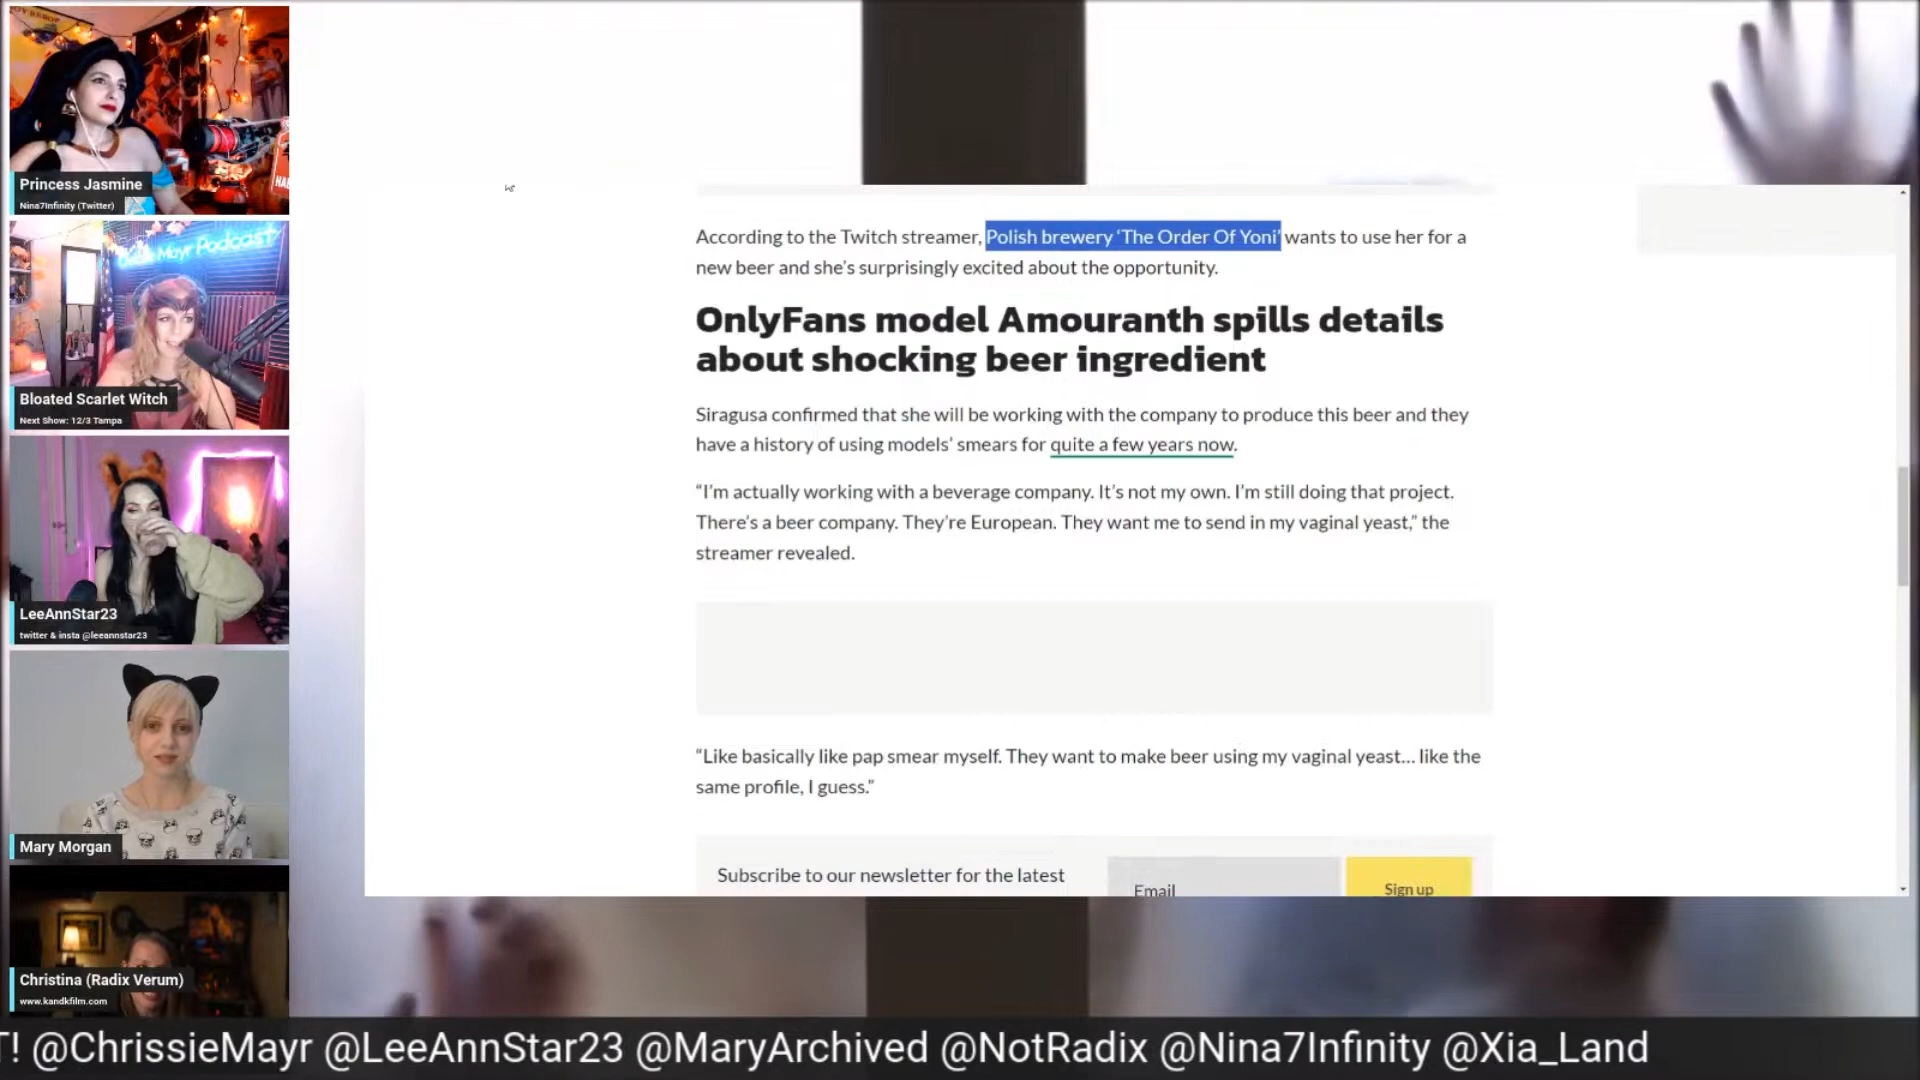 Princess Jasmine
Nina7Infinity (Twitter)
Mayr Podcast
Bloated Scarlet Witch
Next Show: 12/3 Tampa
LeeAnnStar23
twitter & insta @leeannstar23
Mary Morgan
Christina (Radix Verum)
www.kandkfilm.com
According to the Twitch streamer, Polish brewery ‘The Order Of Yoni’ wants to use her for a
new beer and she’s surprisingly excited about the opportunity.
OnlyFans model Amouranth spills details
about shocking beer ingredient
Siragusa confirmed that she will be working with the company to produce this beer and they
have a history of using models’ smears for quite a few years now.
“I’m actually working with a beverage company. It’s not my own. I’m still doing that project.
There’s a beer company. They’re European. They want me to send in my vaginal yeast,” the
streamer revealed.
“Like basically like pap smear myself. They want to make beer using my vaginal yeast… like the
same profile, I guess.”
Subscribe to our newsletter for the latest
Email
Sign up
T! @ChrissieMayr @LeeAnnStar23 @MaryArchived @NotRadix @Nina7Infinity @Xia_Land